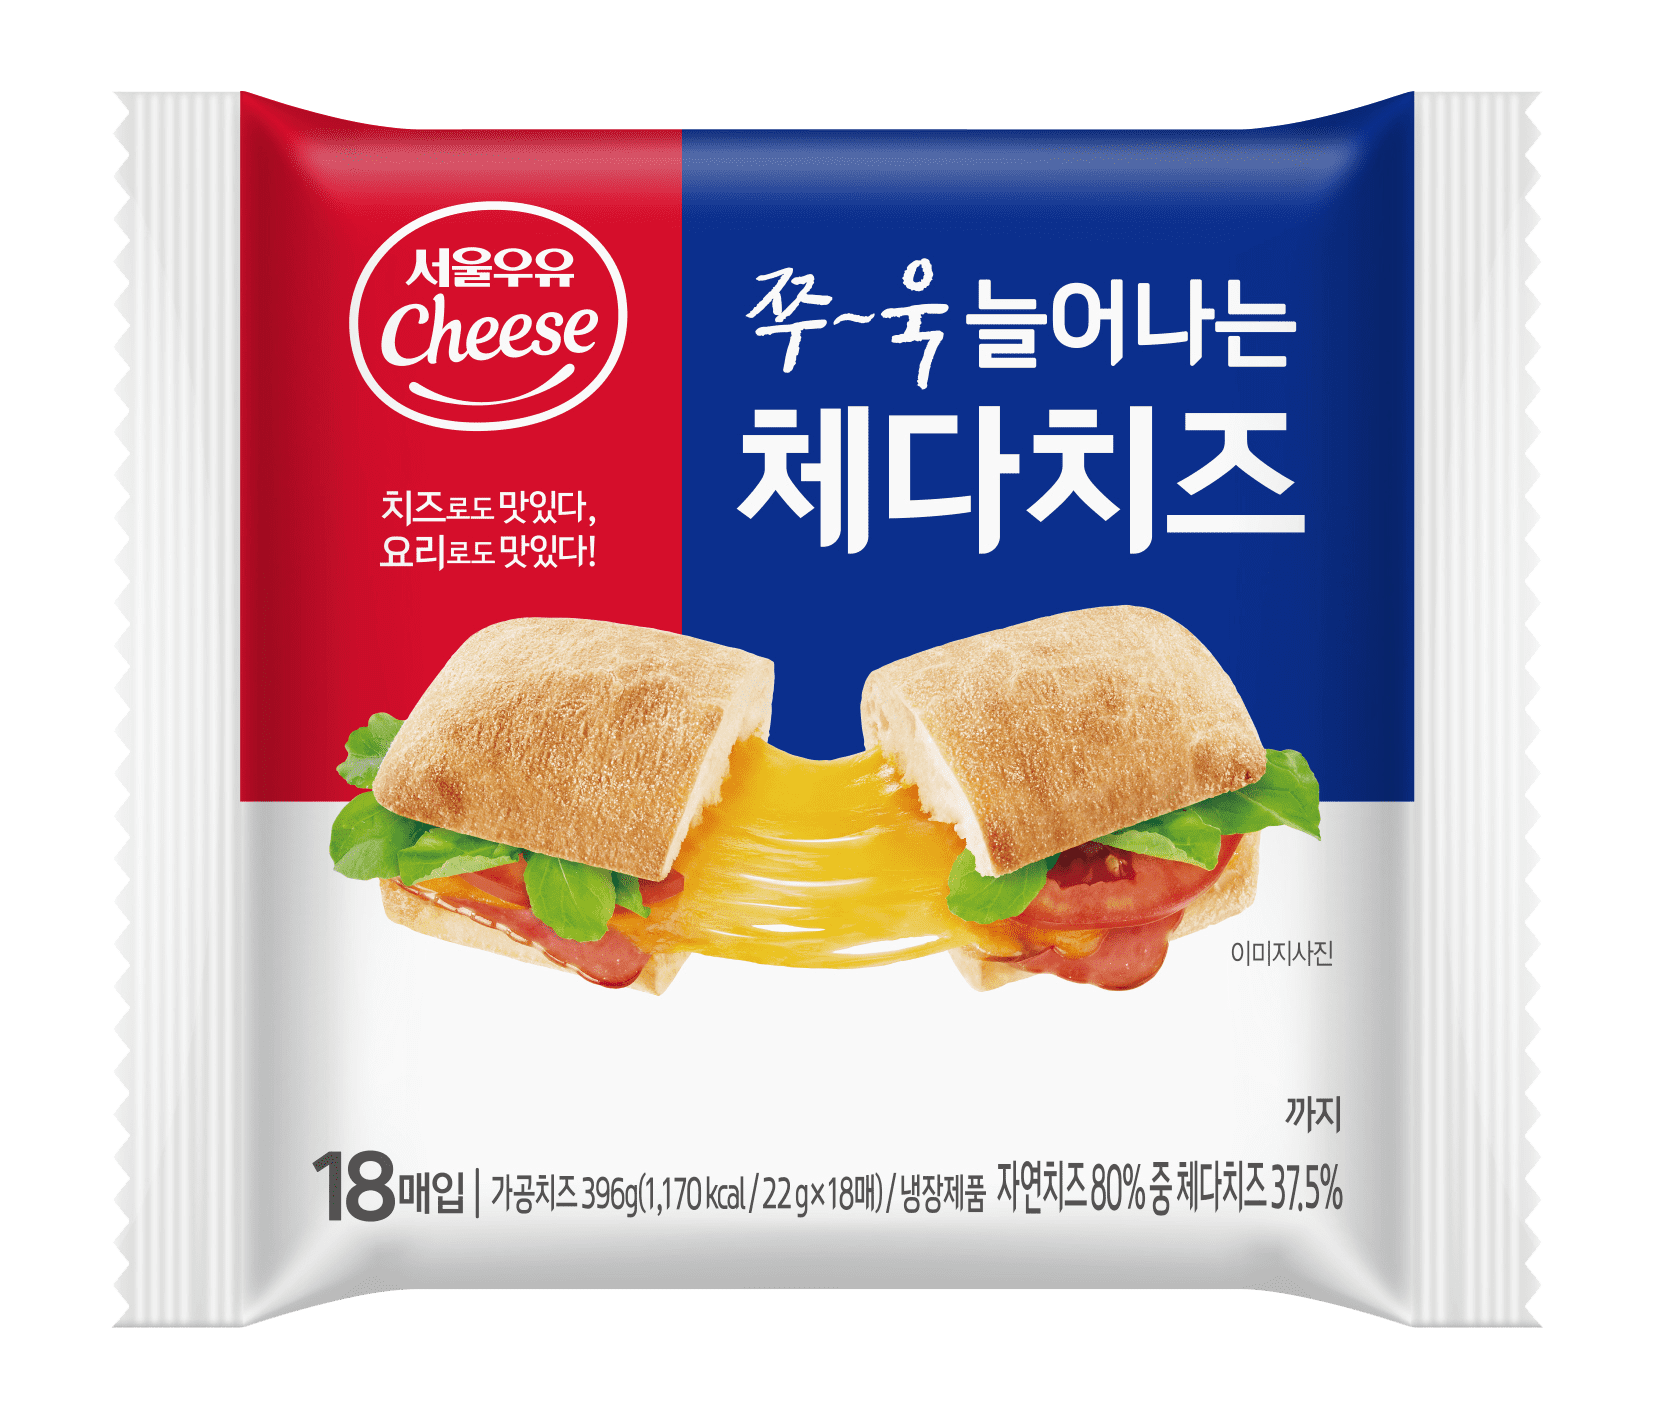 서울우유
Cheese
치즈로도 맛있다,
요리로도 맛있다!
쭈~욱 늘어나는
체다치즈
이미지사진
까지
18매입 | 가공치즈 396g(1,170 kcal / 22 g×18매) / 냉장제품 자연치즈 80% 중 체다치즈 37.5%